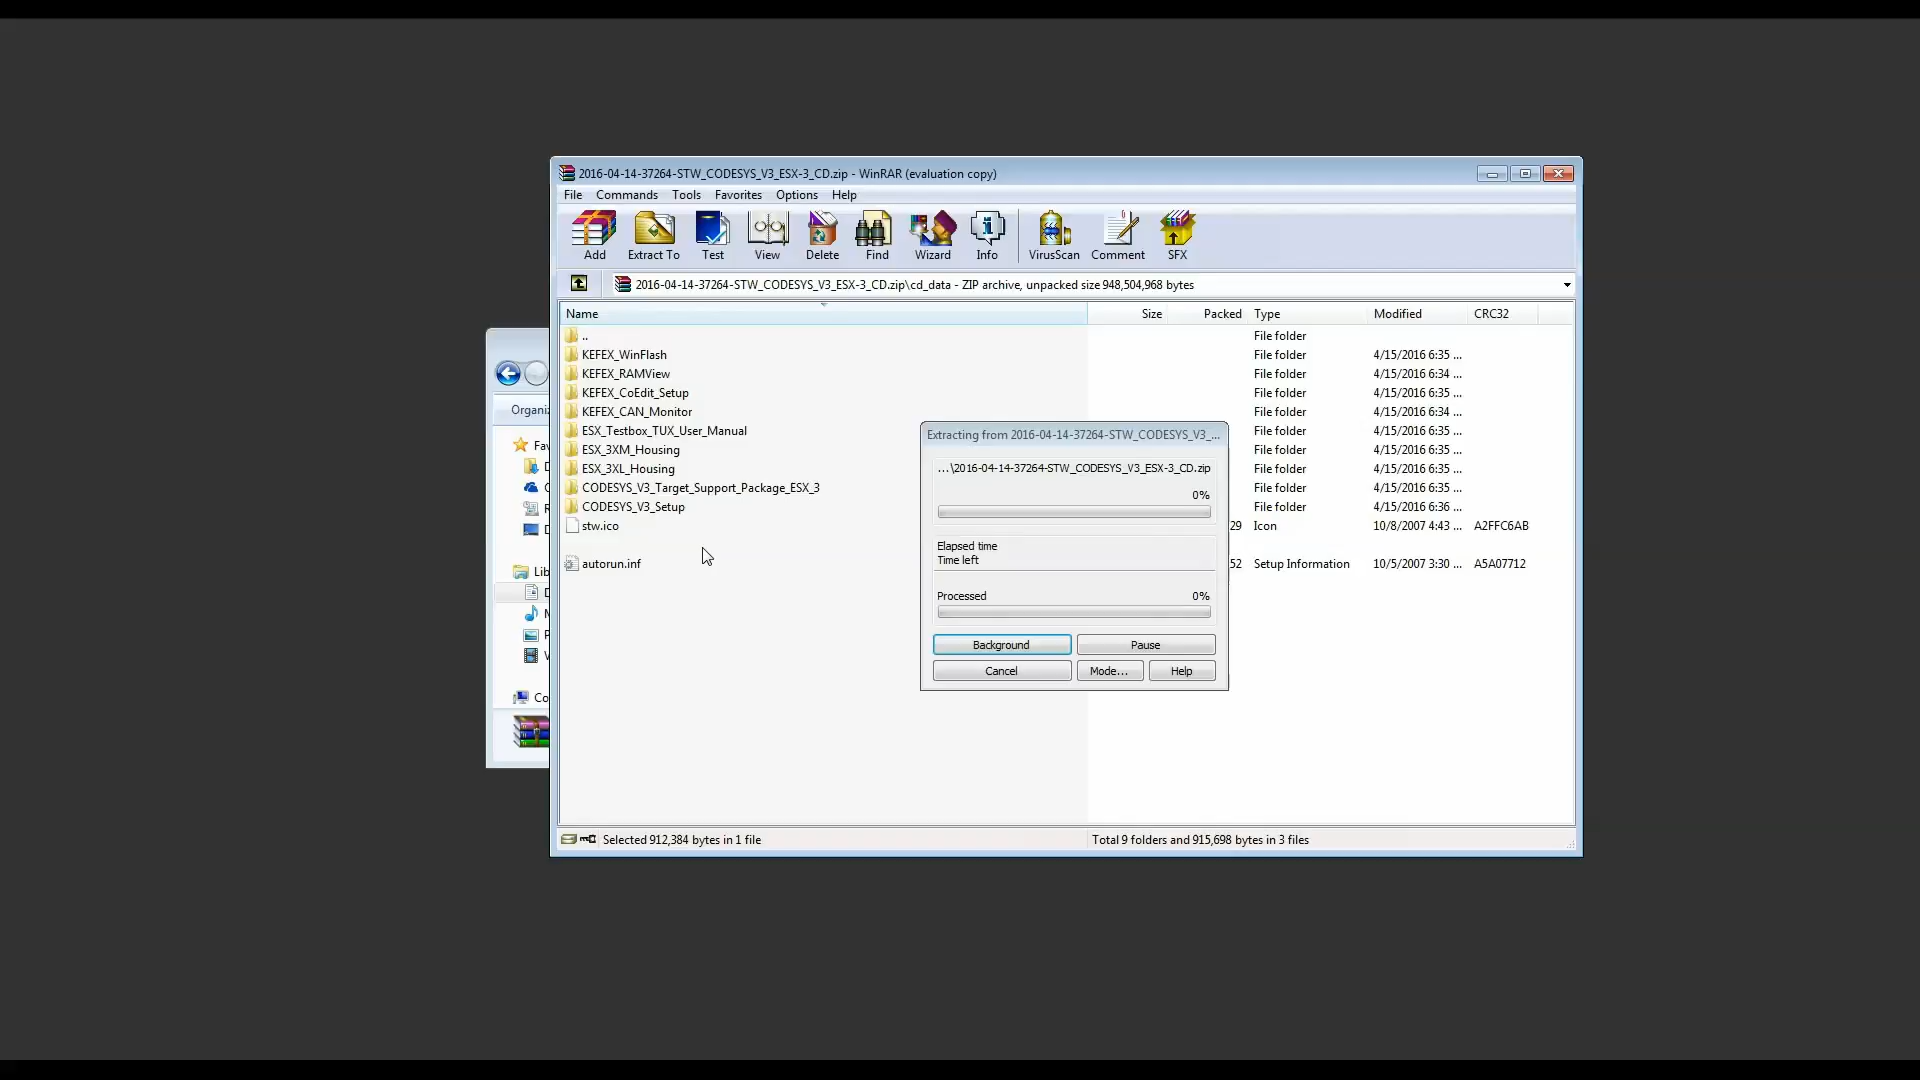 2016-04-14-37264-STW_CODESYS_V3_ESX-3_CD.zip - WinRAR (evaluation copy)
File Commands Tools Favorites Options Help
Add Extract To Test View Delete Find Wizard Info VirusScan Comment SFX
2016-04-14-37264-STW_CODESYS_V3_ESX-3_CD.zip\cd_data - ZIP archive, unpacked size 948,504,968 bytes
Name Size Packed Type Modified CRC32
.. File folder
KEFEX_WinFlash File folder 4/15/2016 6:35 ...
KEFEX_RAMView File folder 4/15/2016 6:34 ...
KEFEX_CoEdit_Setup File folder 4/15/2016 6:35 ...
KEFEX_CAN_Monitor File folder 4/15/2016 6:34 ...
ESX_Testbox_TUX_User_Manual File folder 4/15/2016 6:35 ...
ESX_3XM_Housing File folder 4/15/2016 6:35 ...
ESX_3XL_Housing File folder 4/15/2016 6:35 ...
CODESYS_V3_Target_Support_Package_ESX_3 File folder 4/15/2016 6:35 ...
CODESYS_V3_Setup File folder 4/15/2016 6:36 ...
stw.ico 29 Icon 10/8/2007 4:43 ... A2FFC6AB
autorun.inf 52 Setup Information 10/5/2007 3:30 ... A5A07712
Extracting from 2016-04-14-37264-STW_CODESYS_V3_...
...\2016-04-14-37264-STW_CODESYS_V3_ESX-3_CD.zip
0%
Elapsed time
Time left
Processed 0%
Background Pause
Cancel Mode... Help
Selected 912,384 bytes in 1 file
Total 9 folders and 915,698 bytes in 3 files
Organiz
Fav
Lib
Co